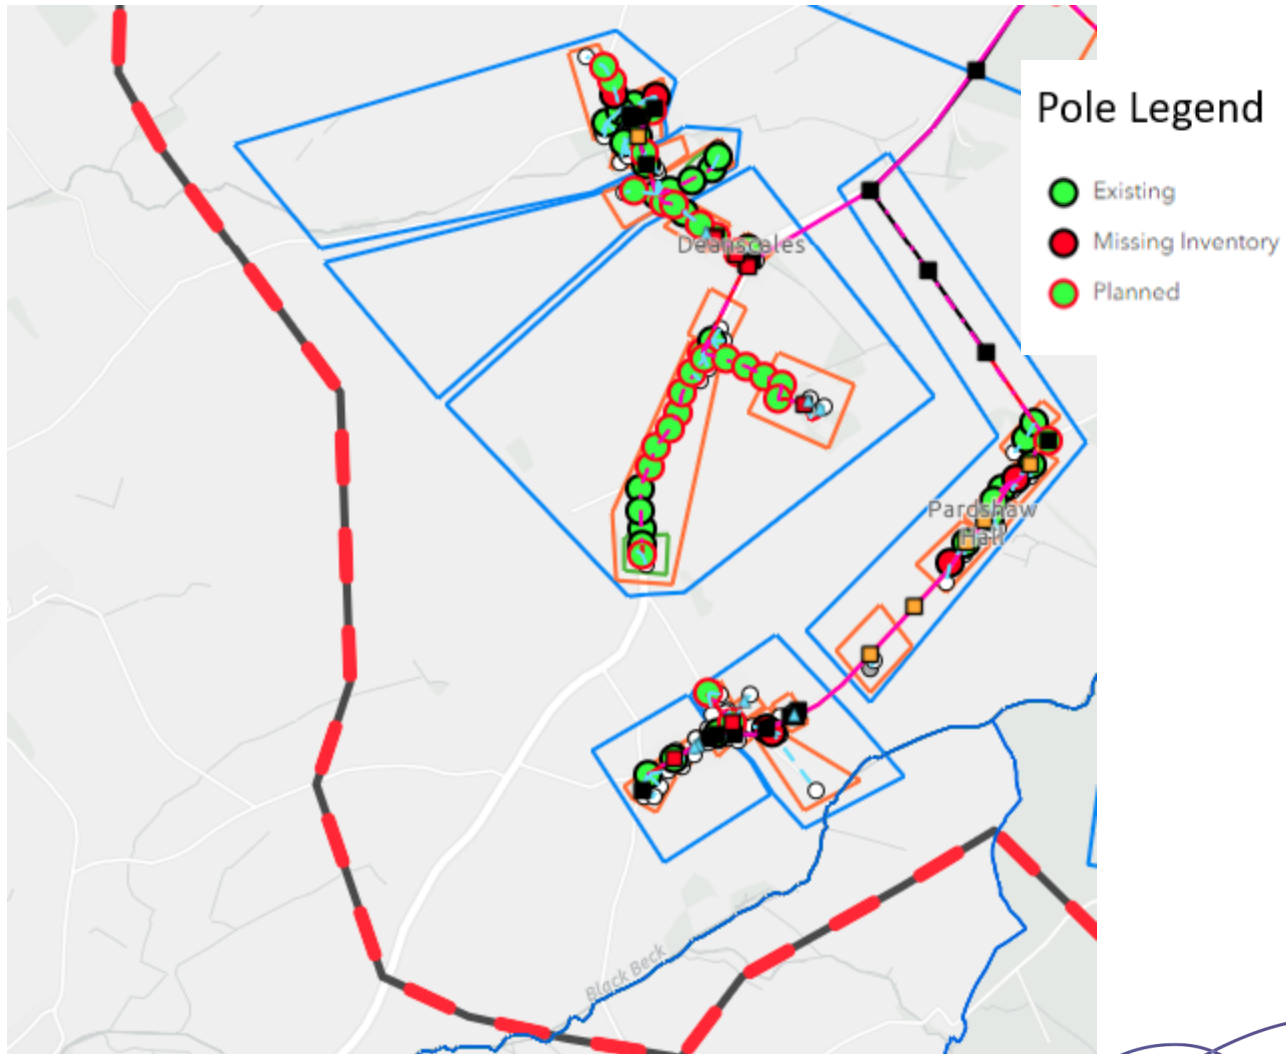 Pole Legend
Existing
Missing Inventory
Planned
Deanscales
Pardshaw
Hall
Black Beck